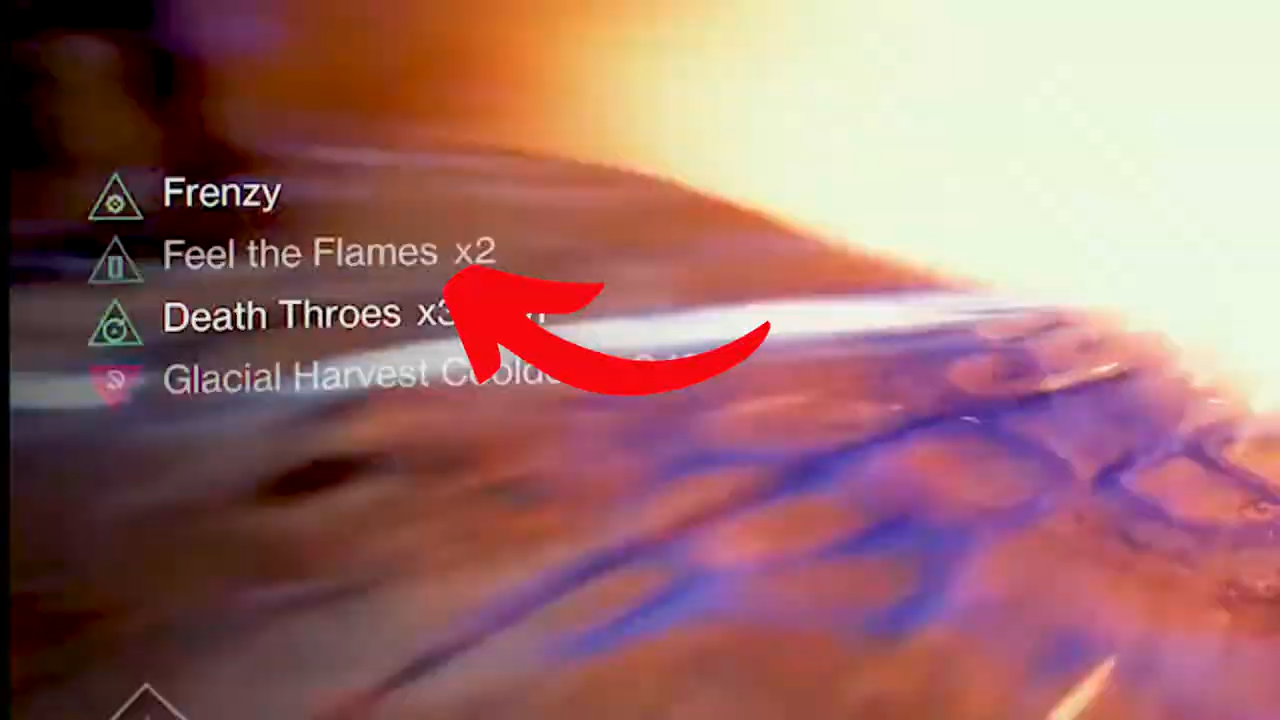 Frenzy
Feel the Flames x2
Death Throes
Glacial Harvest